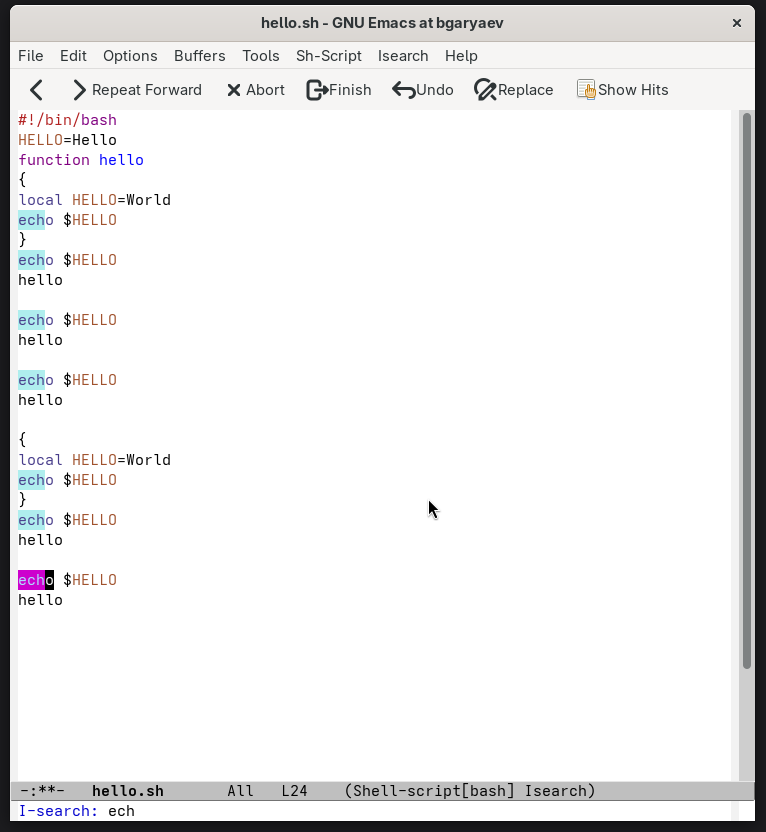 hello.sh - GNU Emacs at bgaryaev ×
File Edit Options Buffers Tools Sh-Script Isearch Help
Repeat Forward Abort Finish Undo Replace Show Hits
#!/bin/bash
HELLO=Hello
function hello
{
local HELLO=World
echo $HELLO
}
echo $HELLO
hello
echo $HELLO
hello
echo $HELLO
hello
{
local HELLO=World
echo $HELLO
}
echo $HELLO
hello
echo $HELLO
hello
-:**- hello.sh All L24 (Shell-script[bash] Isearch)
I-search: ech